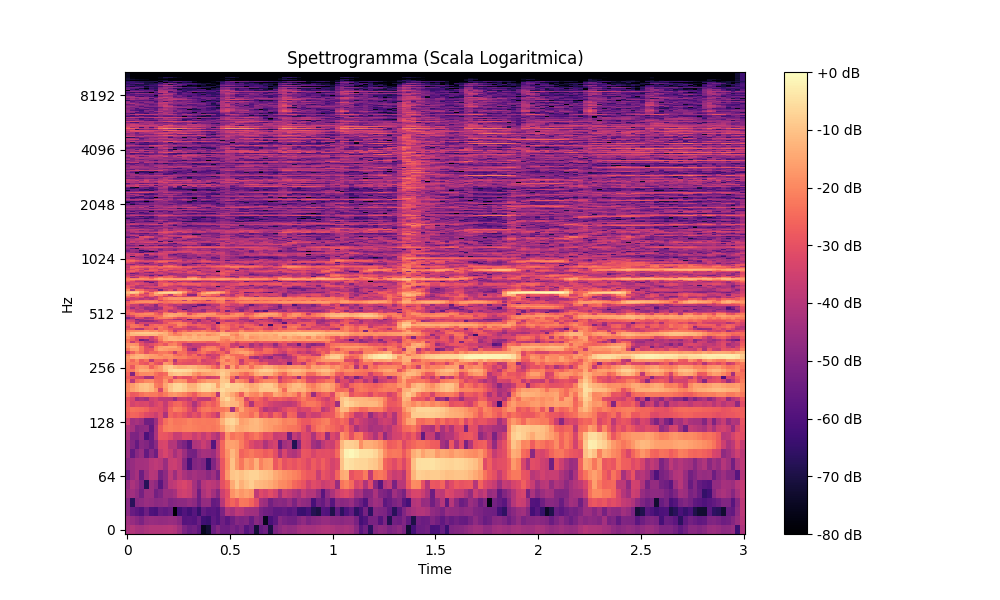 Spettrogramma (Scala Logaritmica)
8192
4096
2048
1024
512
256
128
64
0
Hz
0 0.5 1 1.5 2 2.5 3
Time
+0 dB
-10 dB
-20 dB
-30 dB
-40 dB
-50 dB
-60 dB
-70 dB
-80 dB